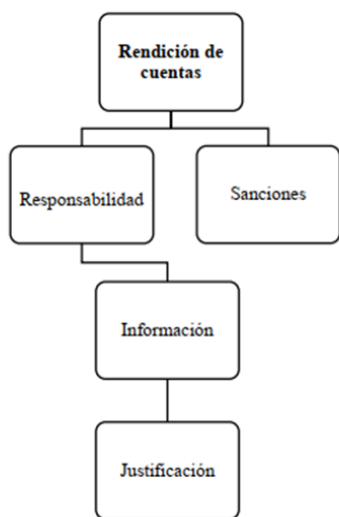 Rendición de
cuentas
Responsabilidad
Sanciones
Información
Justificación